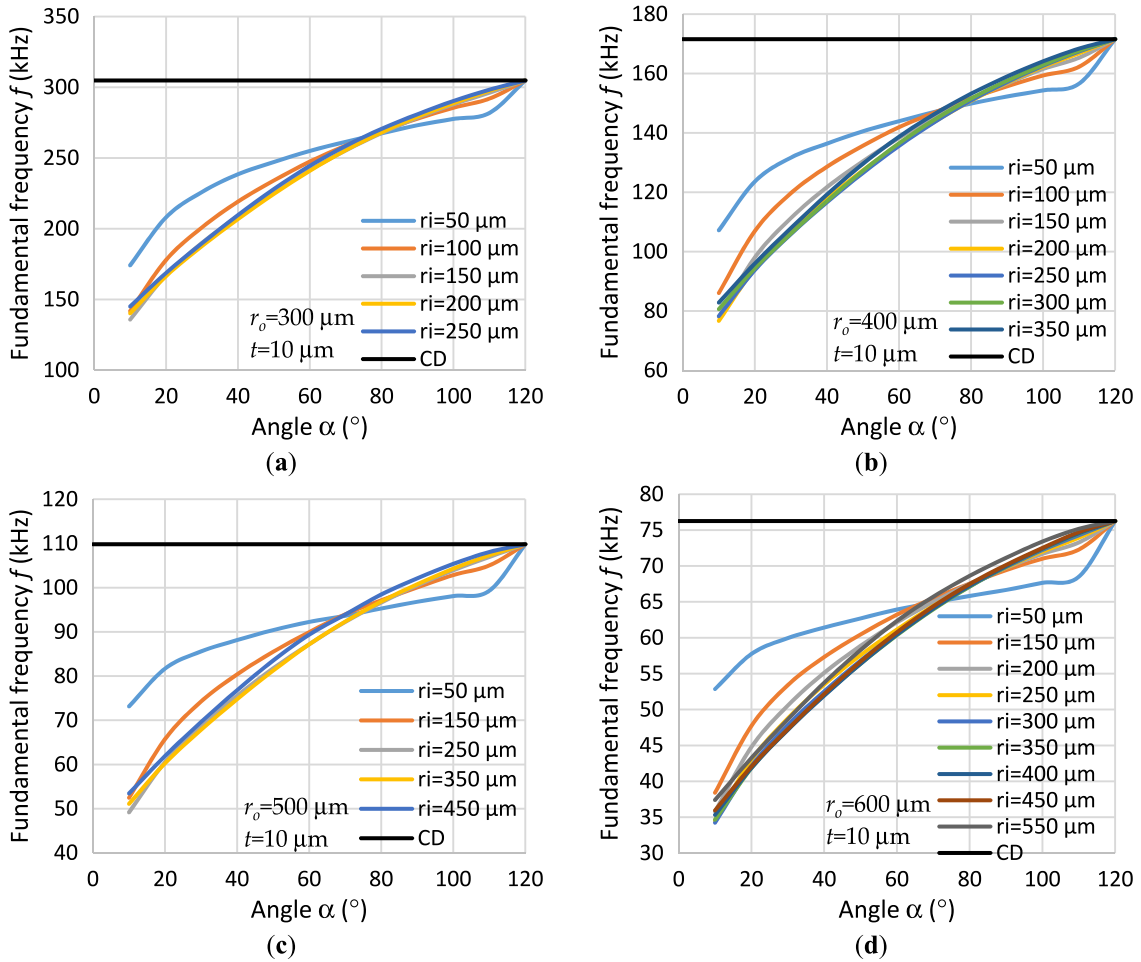 Fundamental frequency f (kHz)
350
300
250
200
150
100
ri=50 µm
ri=100 µm
ri=150 µm
ri=200 µm
ri=250 µm
CD
rₒ=300 µm
t=10 µm
0 20 40 60 80 100 120
Angle α (°)
(a)
Fundamental frequency f (kHz)
180
160
140
120
100
80
60
ri=50 µm
ri=100 µm
ri=150 µm
ri=200 µm
ri=250 µm
ri=300 µm
ri=350 µm
CD
rₒ=400 µm
t=10 µm
0 20 40 60 80 100 120
Angle α (°)
(b)
Fundamental frequency f (kHz)
120
110
100
90
80
70
60
50
40
ri=50 µm
ri=150 µm
ri=250 µm
ri=350 µm
ri=450 µm
CD
rₒ=500 µm
t=10 µm
0 20 40 60 80 100 120
Angle α (°)
(c)
Fundamental frequency f (kHz)
80
75
70
65
60
55
50
45
40
35
30
ri=50 µm
ri=150 µm
ri=200 µm
ri=250 µm
ri=300 µm
ri=350 µm
ri=400 µm
ri=450 µm
ri=550 µm
CD
rₒ=600 µm
t=10 µm
0 20 40 60 80 100 120
Angle α (°)
(d)